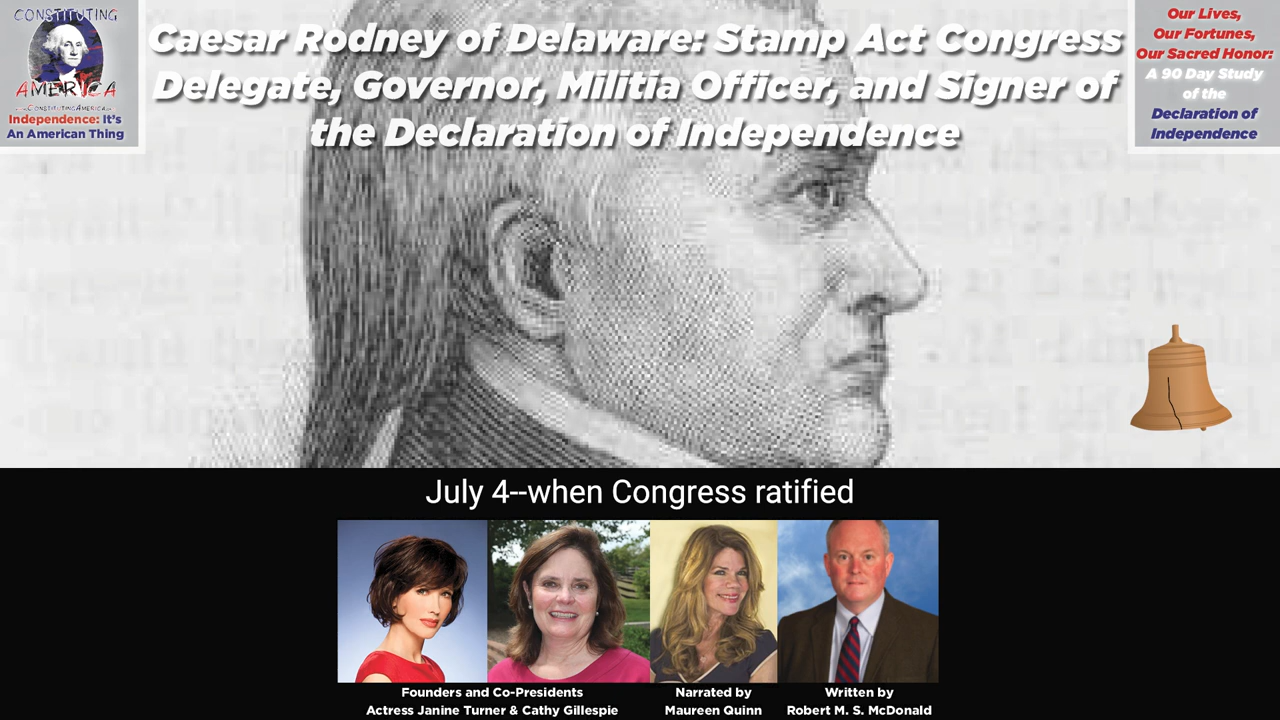 CONSTITUTING
AMERICA
Independence: It's
An American Thing
Caesar Rodney of Delaware: Stamp Act Congress
Delegate, Governor, Militia Officer, and Signer of
the Declaration of Independence
Our Lives,
Our Fortunes,
Our Sacred Honor:
A 90 Day Study
of the
Declaration of
Independence
July 4--when Congress ratified
Founders and Co-Presidents
Actress Janine Turner & Cathy Gillespie
Narrated by
Maureen Quinn
Written by
Robert M. S. McDonald